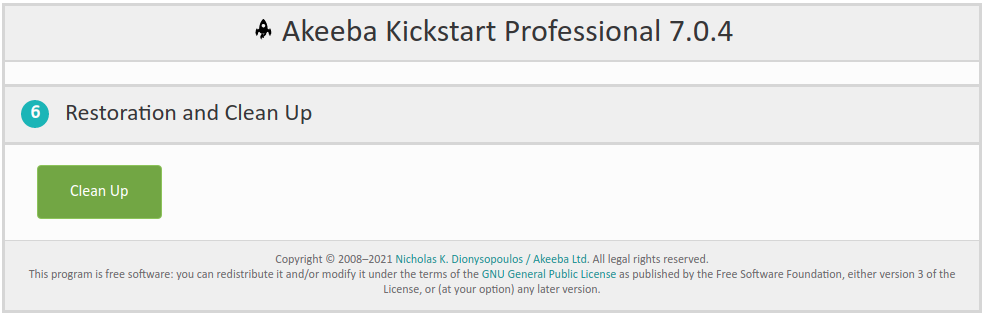 Akeeba Kickstart Professional 7.0.4
6 Restoration and Clean Up
Clean Up
Copyright © 2008–2021 Nicholas K. Dionysopoulos / Akeeba Ltd. All legal rights reserved.
This program is free software: you can redistribute it and/or modify it under the terms of the GNU General Public License as published by the Free Software Foundation, either version 3 of the
License, or (at your option) any later version.